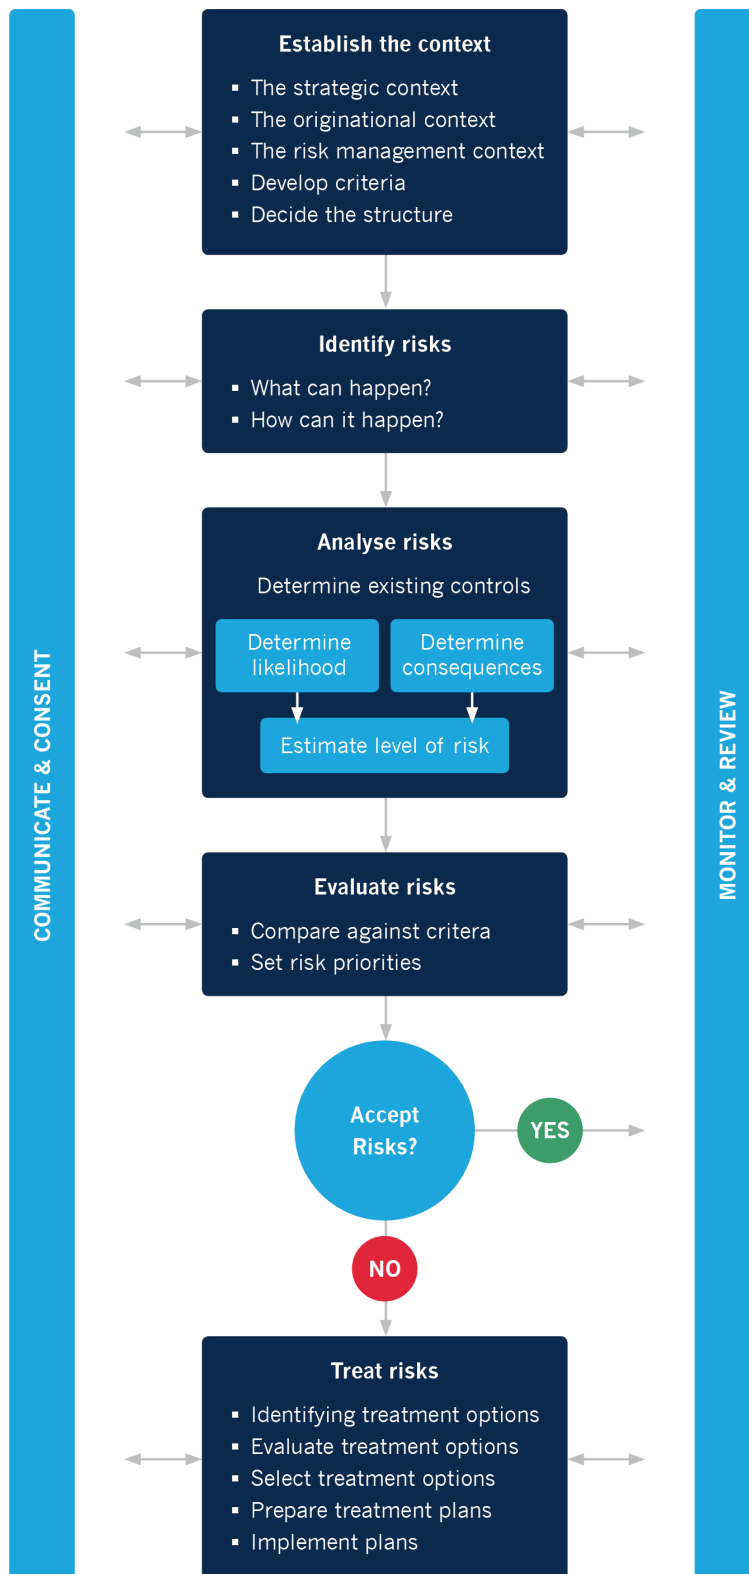 Establish the context
▪ The strategic context
▪ The originational context
▪ The risk management context
▪ Develop criteria
▪ Decide the structure
Identify risks
▪ What can happen?
▪ How can it happen?
Analyse risks
Determine existing controls
Determine
likelihood
Determine
consequences
Estimate level of risk
Evaluate risks
▪ Compare against critera
▪ Set risk priorities
Accept
Risks?
YES
NO
Treat risks
▪ Identifying treatment options
▪ Evaluate treatment options
▪ Select treatment options
▪ Prepare treatment plans
▪ Implement plans
COMMUNICATE & CONSENT
MONITOR & REVIEW